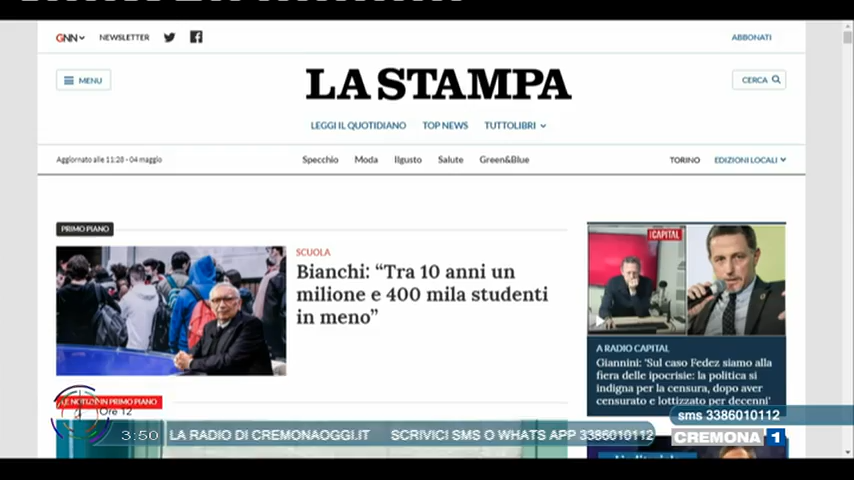 GNN NEWSLETTER ABBONATI
MENU LA STAMPA CERCA
LEGGI IL QUOTIDIANO TOP NEWS TUTTOLIBRI
Aggiornato alle 11:28 - 04 maggio Specchio Moda Ilgusto Salute Green&Blue TORINO EDIZIONI LOCALI
PRIMO PIANO
SCUOLA
Bianchi: “Tra 10 anni un
milione e 400 mila studenti
in meno”
CAPITAL
A RADIO CAPITAL
Giannini: 'Sul caso Fedez siamo alla
fiera delle ipocrisie: la politica si
indigna per la censura, dopo aver
censurato e lottizzato per decenni'
LE NOTIZIE IN PRIMO PIANO
Ore 12
sms 3386010112
3:50 LA RADIO DI CREMONAOGGI.IT SCRIVICI SMS O WHATS APP 3386010112
CREMONA 1